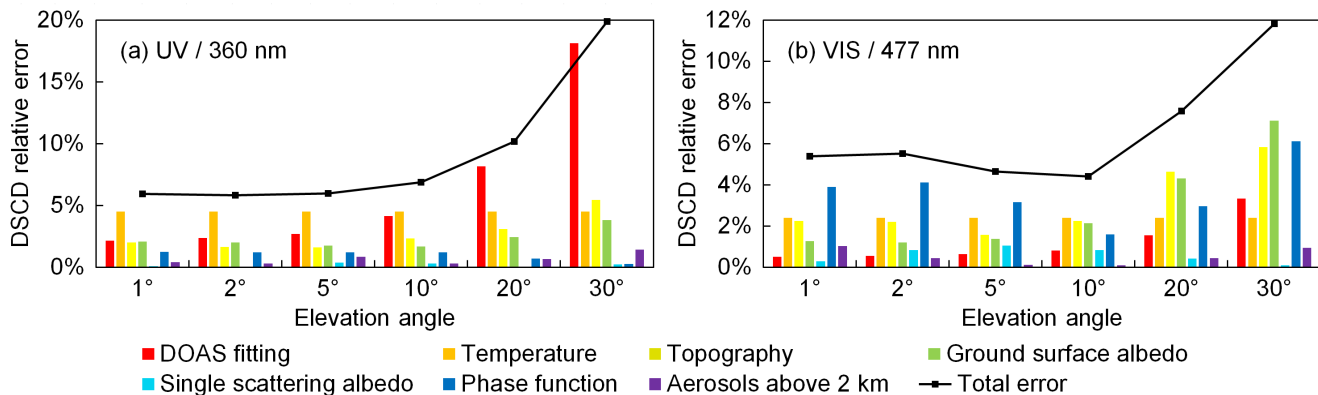 (a) UV / 360 nm
DSCD relative error
20%
15%
10%
5%
0%
1° 2° 5° 10° 20° 30°
Elevation angle
(b) VIS / 477 nm
DSCD relative error
12%
10%
8%
6%
4%
2%
0%
1° 2° 5° 10° 20° 30°
Elevation angle
DOAS fitting Temperature Topography Ground surface albedo
Single scattering albedo Phase function Aerosols above 2 km Total error